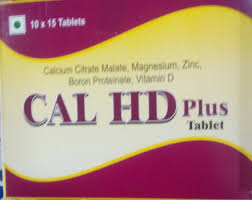 10 x 15 Tablets
Calcium Citrate Malate, Magnesium, Zinc,
Boron Proteinate, Vitamin D
CAL HD Plus
Tablet